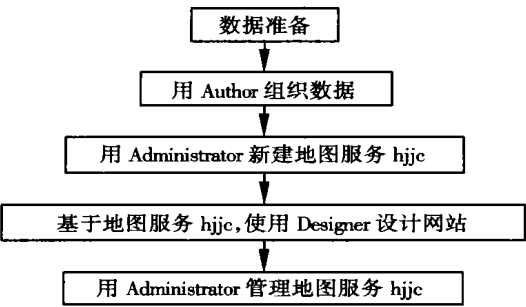 数据准备
用 Author 组织数据
用 Administrator 新建地图服务 hjjc
基于地图服务 hjjc,使用 Designer 设计网站
用 Administrator 管理地图服务 hjjc